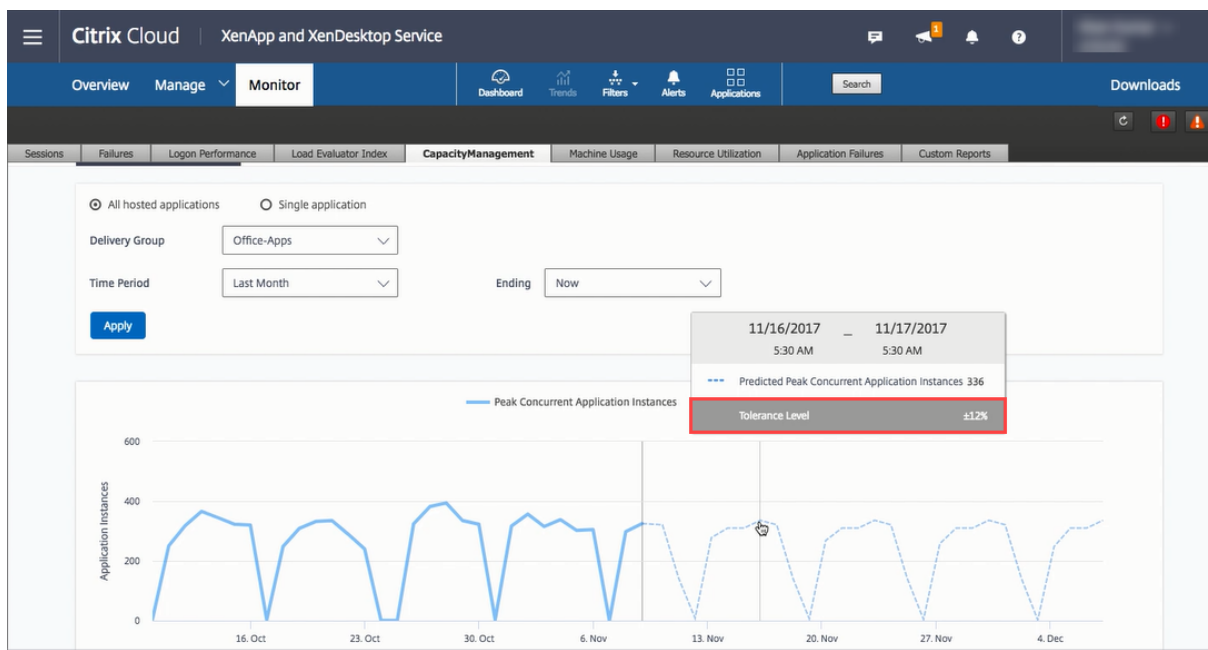 Citrix Cloud XenApp and XenDesktop Service 1 ?
Overview Manage Monitor Dashboard Trends Filters Alerts Applications Search Downloads
Sessions Failures Logon Performance Load Evaluator Index CapacityManagement Machine Usage Resource Utilization Application Failures Custom Reports
All hosted applications Single application
Delivery Group Office-Apps
Time Period Last Month Ending Now
Apply
11/16/2017 _ 11/17/2017
5:30 AM 5:30 AM
Predicted Peak Concurrent Application Instances 336
Tolerance Level ±12%
Peak Concurrent Application Instances
Application Instances
600
400
200
0
16. Oct 23. Oct 30. Oct 6. Nov 13. Nov 20. Nov 27. Nov 4. Dec